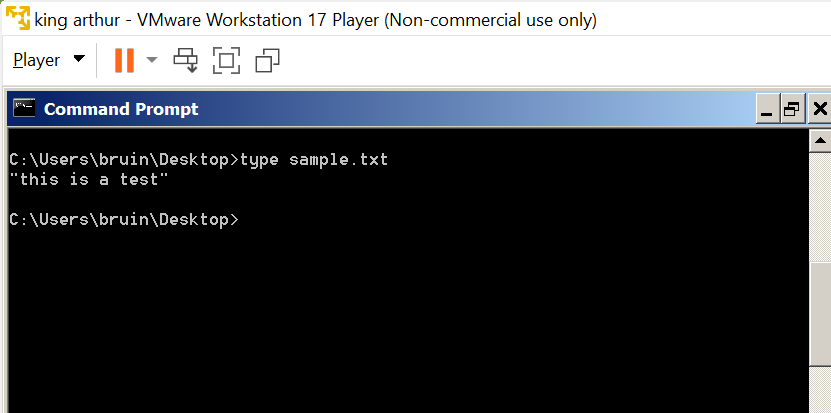 king arthur - VMware Workstation 17 Player (Non-commercial use only)
Player
Command Prompt
C:\Users\bruin\Desktop>type sample.txt
"this is a test"
C:\Users\bruin\Desktop>